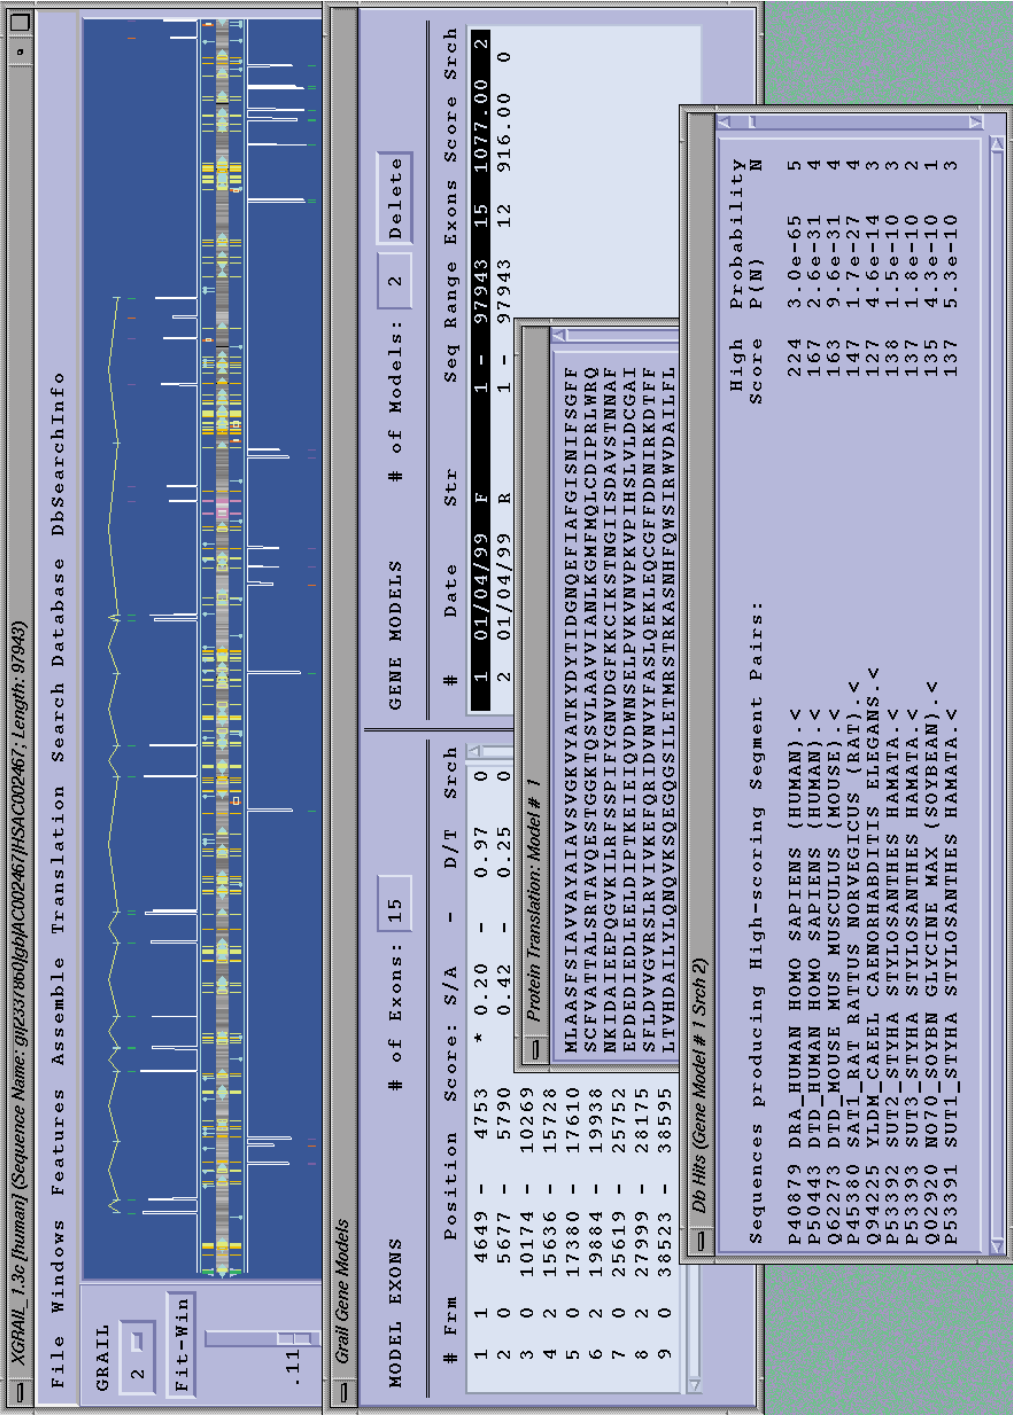 XGRAIL_1.3c [human] (Sequence Name: gi|2337860|gb|AC002467|HSAC002467; Length: 97943)
File Windows Features Assemble Translation Search Database DbSearchInfo
GRAIL
2
Fit-Win
.11
Grail Gene Models
MODEL EXONS # of Exons: 15
# Frm Position Score: S/A - D/T Srch
1 1 4649 - 4753 * 0.20 - 0.97 0
2 0 5677 - 5790 0.42 - 0.25 0
3 0 10174 - 10269
4 2 15636 - 15728
5 0 17380 - 17610
6 2 19884 - 19938
7 0 25619 - 25752
8 2 27999 - 28175
9 0 38523 - 38595
GENE MODELS # of Models: 2 Delete
# Date Str Seq Range Exons Score Srch
1 01/04/99 F 1 - 97943 15 1077.00 2
2 01/04/99 R 1 - 97943 12 916.00 0
Protein Translation: Model # 1
MLAASFSSIAVVAYAIAVSVGKVYATKYDYTIDGNQEFIAFGISNIFSGFF
SCFVATTALSRTAVQESTGGKTQSVLAAVVIANLKGMFMQLCDIPRLWRQ
NKIDAIEEPQGVKILRFSSPIFYGNVDGFKKCIKSTNGIISDAVSTNNAF
EPDEDIEDLEELDIPTKEIEIQVDWNSELPVKVNVPKVPIHSLVLDCGAI
SFLDVVGVRSLRVIVKEFQRIDVNVYFASLQEKLEQCGFFDDNIRKDTFF
LTVHDAILYLQNQVKSQEGQGSILETMRSTRKASNHFQWSIRWVDAILFL
Db Hits (Gene Model # 1 Srch 2)
High Probability
Sequences producing High-scoring Segment Pairs: Score P(N) N
P40879 DRA_HUMAN HOMO SAPIENS (HUMAN).< 224 3.0e-65 5
P50443 DTD_HUMAN HOMO SAPIENS (HUMAN).< 167 2.6e-31 4
Q62273 DTD_MOUSE MUS MUSCULUS (MOUSE).< 163 9.6e-31 4
P45380 SAT1_RAT RATTUS NORVEGICUS (RAT).< 147 1.7e-27 4
Q94225 YLDM_CAEEL CAENORHABDITIS ELEGANS.< 127 4.6e-14 3
P53392 SUT2_STYHA STYLOSANTHES HAMATA.< 138 1.5e-10 3
P53393 SUT3_STYHA STYLOSANTHES HAMATA.< 137 1.8e-10 2
Q02920 NO70_SOYBN GLYCINE MAX (SOYBEAN).< 135 4.3e-10 1
P53391 SUT1_STYHA STYLOSANTHES HAMATA.< 137 5.3e-10 3